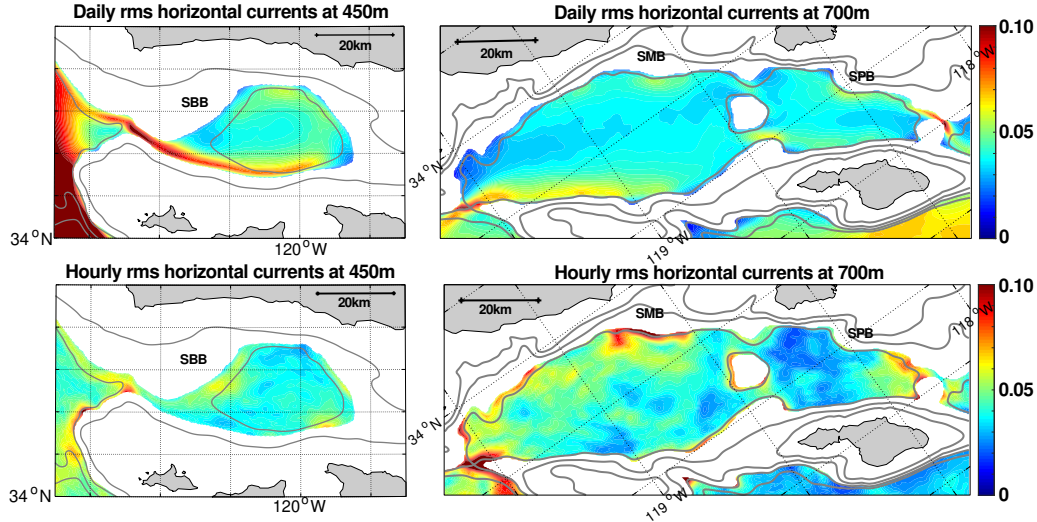 Daily rms horizontal currents at 450m
20km
SBB
34°N
120°W
Daily rms horizontal currents at 700m
20km
SMB
SPB
118°W
34°N
119°W
0.10
0.05
0
Hourly rms horizontal currents at 450m
20km
SBB
34°N
120°W
Hourly rms horizontal currents at 700m
20km
SMB
SPB
118°W
34°N
119°W
0.10
0.05
0